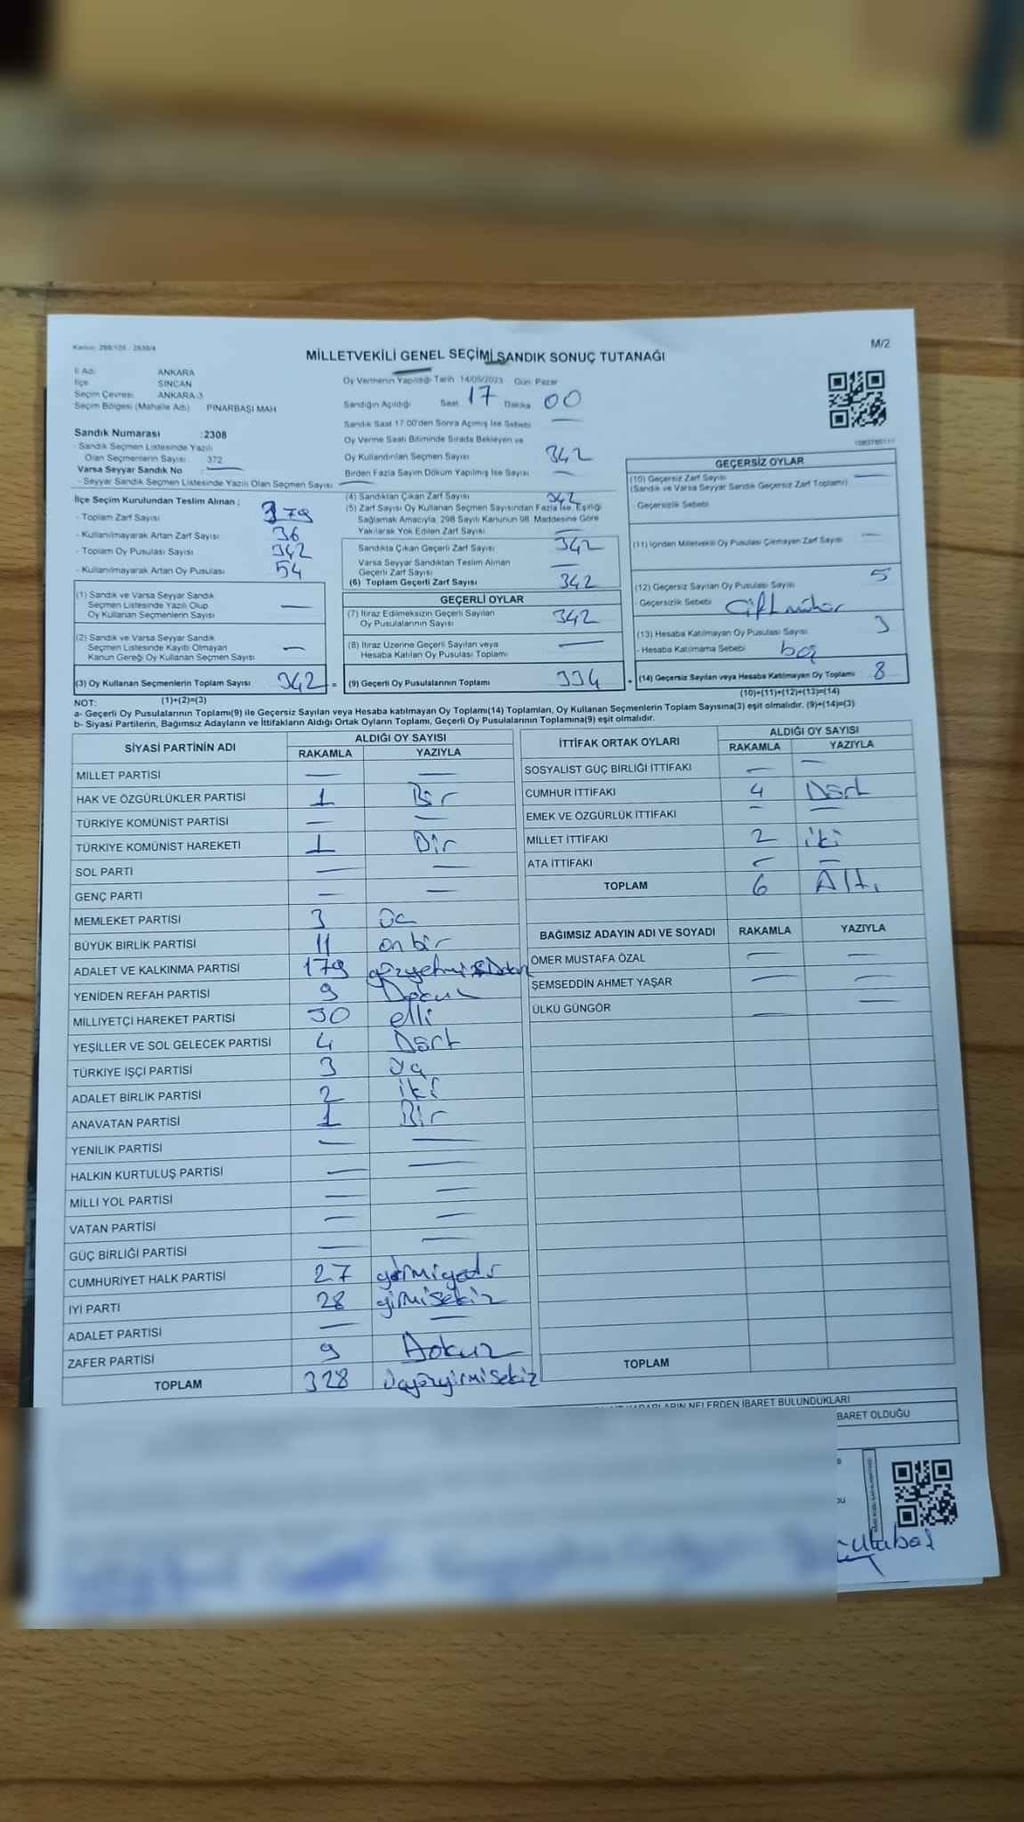 MİLLETVEKİLİ GENEL SEÇİMİ SANDIK SONUÇ TUTANAĞI
M/2
İl Adı ANKARA
İlçe SİNCAN
Seçim Çevresi ANKARA-3
Seçim Bölgesi (Mahalle Adı) PINARBAŞI MAH
Sandık Numarası :2308
- Sandık Seçmen Listesinde Yazılı
Olan Seçmenlerin Sayısı 372
Varsa Seyyar Sandık No
- Seyyar Sandık Seçmen Listesinde Yazılı Olan Seçmen Sayısı
Oy Vermenin Yapıldığı Tarih 14/05/2023 Gün: Pazar
Sandığın Açıldığı Saat 17 Dakika 00
Sandık Saat 17:00'den Sonra Açılmış İse Sebebi
Oy Verme Saati Bitiminde Sırada Bekleyen ve
Oy Kullandırılan Seçmen Sayısı 342
Birden Fazla Sayım Döküm Yapılmış İse Sayısı
İlçe Seçim Kurulundan Teslim Alınan :
- Toplam Zarf Sayısı
- Kullanılmayarak Artan Zarf Sayısı 36
- Toplam Oy Pusulası Sayısı 342
- Kullanılmayarak Artan Oy Pusulası 54
(1) Sandık ve Varsa Seyyar Sandık
Seçmen Listesinde Yazılı Olup
Oy Kullanan Seçmenlerin Sayısı
(2) Sandık ve Varsa Seyyar Sandık
Seçmen Listesinde Kaydı Olmayan
Kanun Gereği Oy Kullanan Seçmen Sayısı
(3) Oy Kullanan Seçmenlerin Toplam Sayısı 342
(4) Sandıktan Çıkan Zarf Sayısı 342
(5) Zarf Sayısı Oy Kullanan Seçmen Sayısından Fazla İse, Eşitliği
Sağlamak Amacıyla, 298 Sayılı Kanunun 98. Maddesine Göre
Yakılarak Yok Edilen Zarf Sayısı
Sandıkta Çıkan Geçerli Zarf Sayısı 342
Varsa Seyyar Sandıktan Teslim Alınan
Geçerli Zarf Sayısı
(6) Toplam Geçerli Zarf Sayısı 342
GEÇERLİ OYLAR
(7) İtiraz Edilmeksizin Geçerli Sayılan
Oy Pusulalarının Sayısı 342
(8) İtiraz Üzerine Geçerli Sayılan veya
Hesaba Katılan Oy Pusulası Toplamı
= (9) Geçerli Oy Pusulalarının Toplamı 334
GEÇERSİZ OYLAR
(10) Geçersiz Zarf Sayısı
(Sandık ve Varsa Seyyar Sandık Geçersiz Zarf Toplamı)
- Geçersizlik Sebebi
(11) İçinden Milletvekili Oy Pusulası Çıkmayan Zarf Sayısı
(12) Geçersiz Sayılan Oy Pusulası Sayısı 5
Geçersizlik Sebebi Çift mühür
(13) Hesaba Katılmayan Oy Pusulası Sayısı 3
- Hesaba Katılmama Sebebi boş
+ (14) Geçersiz Sayılan veya Hesaba Katılmayan Oy Toplamı 8
(10)+(11)+(12)+(13)=(14)
NOT: (1)+(2)=(3)
a- Geçerli Oy Pusulalarının Toplamı(9) ile Geçersiz Sayılan veya Hesaba katılmayan Oy Toplamı(14) Toplamları, Oy Kullanan Seçmenlerin Toplam Sayısına(3) eşit olmalıdır. (9)+(14)=(3)
b- Siyasi Partilerin, Bağımsız Adayların ve İttifakların Aldığı Ortak Oyların Toplamı, Geçerli Oy Pusulalarının Toplamına(9) eşit olmalıdır.
SİYASİ PARTİNİN ADI ALDIĞI OY SAYISI
RAKAMLA YAZIYLA
MİLLET PARTİSİ — —
HAK VE ÖZGÜRLÜKLER PARTİSİ 1 Bir
TÜRKİYE KOMÜNİST PARTİSİ — —
TÜRKİYE KOMÜNİST HAREKETİ 1 Bir
SOL PARTİ — —
GENÇ PARTİ — —
MEMLEKET PARTİSİ 3 üç
BÜYÜK BİRLİK PARTİSİ 11 onbir
ADALET VE KALKINMA PARTİSİ 179
YENİDEN REFAH PARTİSİ 9 Dokuz
MİLLİYETÇİ HAREKET PARTİSİ 50 elli
YEŞİLLER VE SOL GELECEK PARTİSİ 4 Dört
TÜRKİYE İŞÇİ PARTİSİ 3 üç
ADALET BİRLİK PARTİSİ 2 iki
ANAVATAN PARTİSİ 1 Bir
YENİLİK PARTİSİ — —
HALKIN KURTULUŞ PARTİSİ — —
MİLLİ YOL PARTİSİ — —
VATAN PARTİSİ — —
GÜÇ BİRLİĞİ PARTİSİ — —
CUMHURİYET HALK PARTİSİ 27 yirmiyedi
İYİ PARTİ 28 yirmisekiz
ADALET PARTİSİ — —
ZAFER PARTİSİ 9 Dokuz
TOPLAM 328 üçyüzyirmisekiz
İTTİFAK ORTAK OYLARI ALDIĞI OY SAYISI
RAKAMLA YAZIYLA
SOSYALİST GÜÇ BİRLİĞİ İTTİFAKI — —
CUMHUR İTTİFAKI 4 Dört
EMEK VE ÖZGÜRLÜK İTTİFAKI — —
MİLLET İTTİFAKI 2 iki
ATA İTTİFAKI — —
TOPLAM 6 Altı
BAĞIMSIZ ADAYIN ADI VE SOYADI RAKAMLA YAZIYLA
ÖMER MUSTAFA ÖZAL — —
ŞEMSEDDİN AHMET YAŞAR — —
ÜLKÜ GÜNGÖR — —
TOPLAM
NELERDEN İBARET BULUNDUKLARI
İBARET OLDUĞU